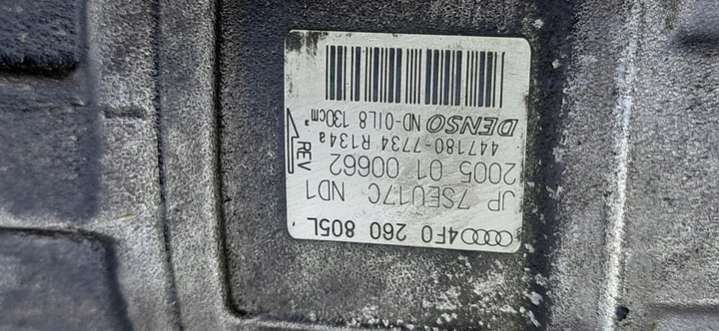 4F0 260 805L
JP 7SEU17C ND1
2005 01 00662
447180-7734 R134a
DENSO ND-OIL8 130cm³
REV